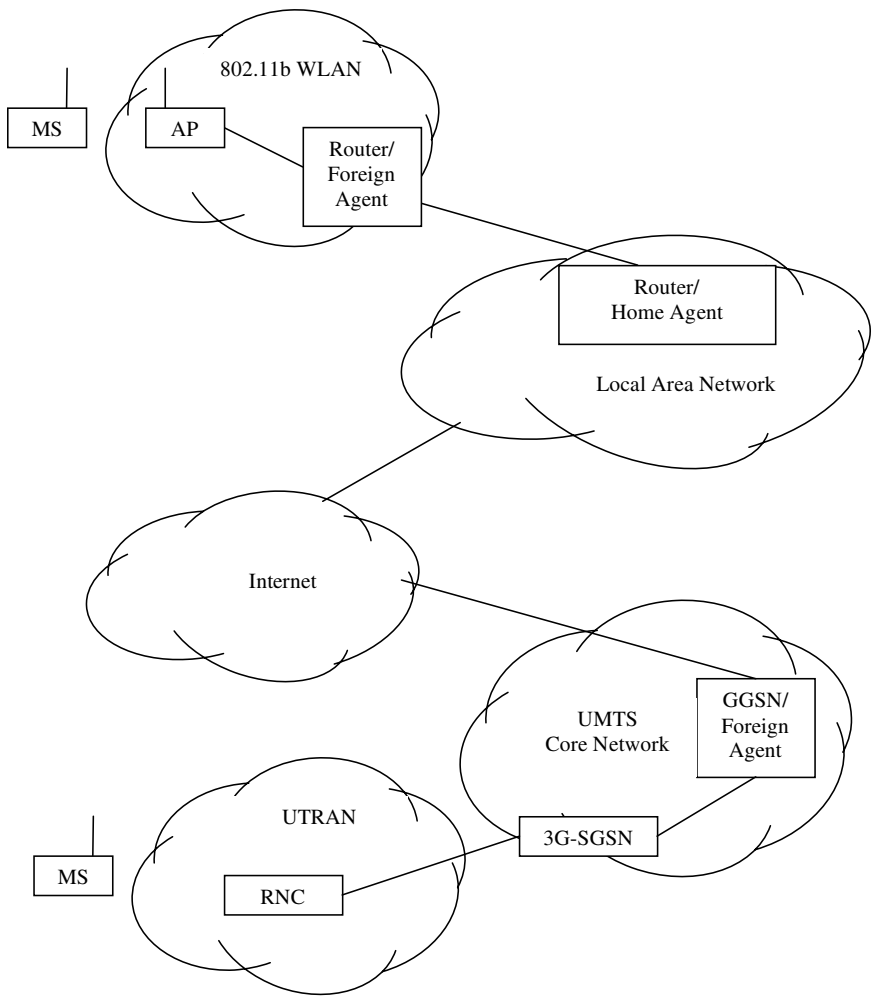 802.11b WLAN
MS
AP
Router/
Foreign
Agent
Router/
Home Agent
Local Area Network
Internet
UMTS
Core Network
GGSN/
Foreign
Agent
UTRAN
3G-SGSN
MS
RNC